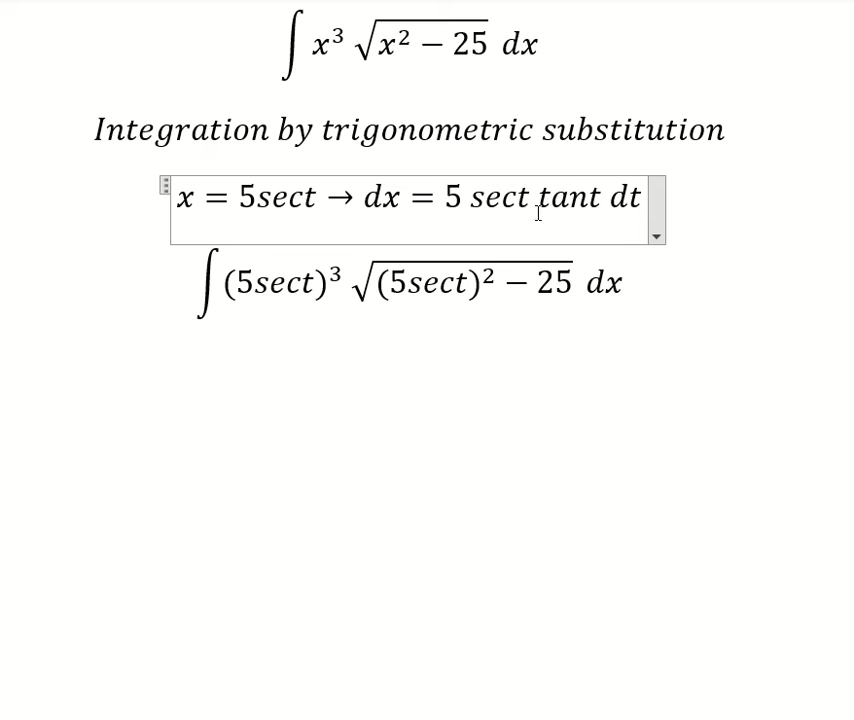 ∫ x³ √(x² − 25) dx
Integration by trigonometric substitution
x = 5sect → dx = 5 sect tant dt
∫ (5sect)³ √((5sect)² − 25) dx